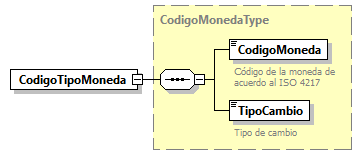 CodigoMonedaType
CodigoMoneda
Código de la moneda de
acuerdo al ISO 4217
CodigoTipoMoneda
TipoCambio
Tipo de cambio